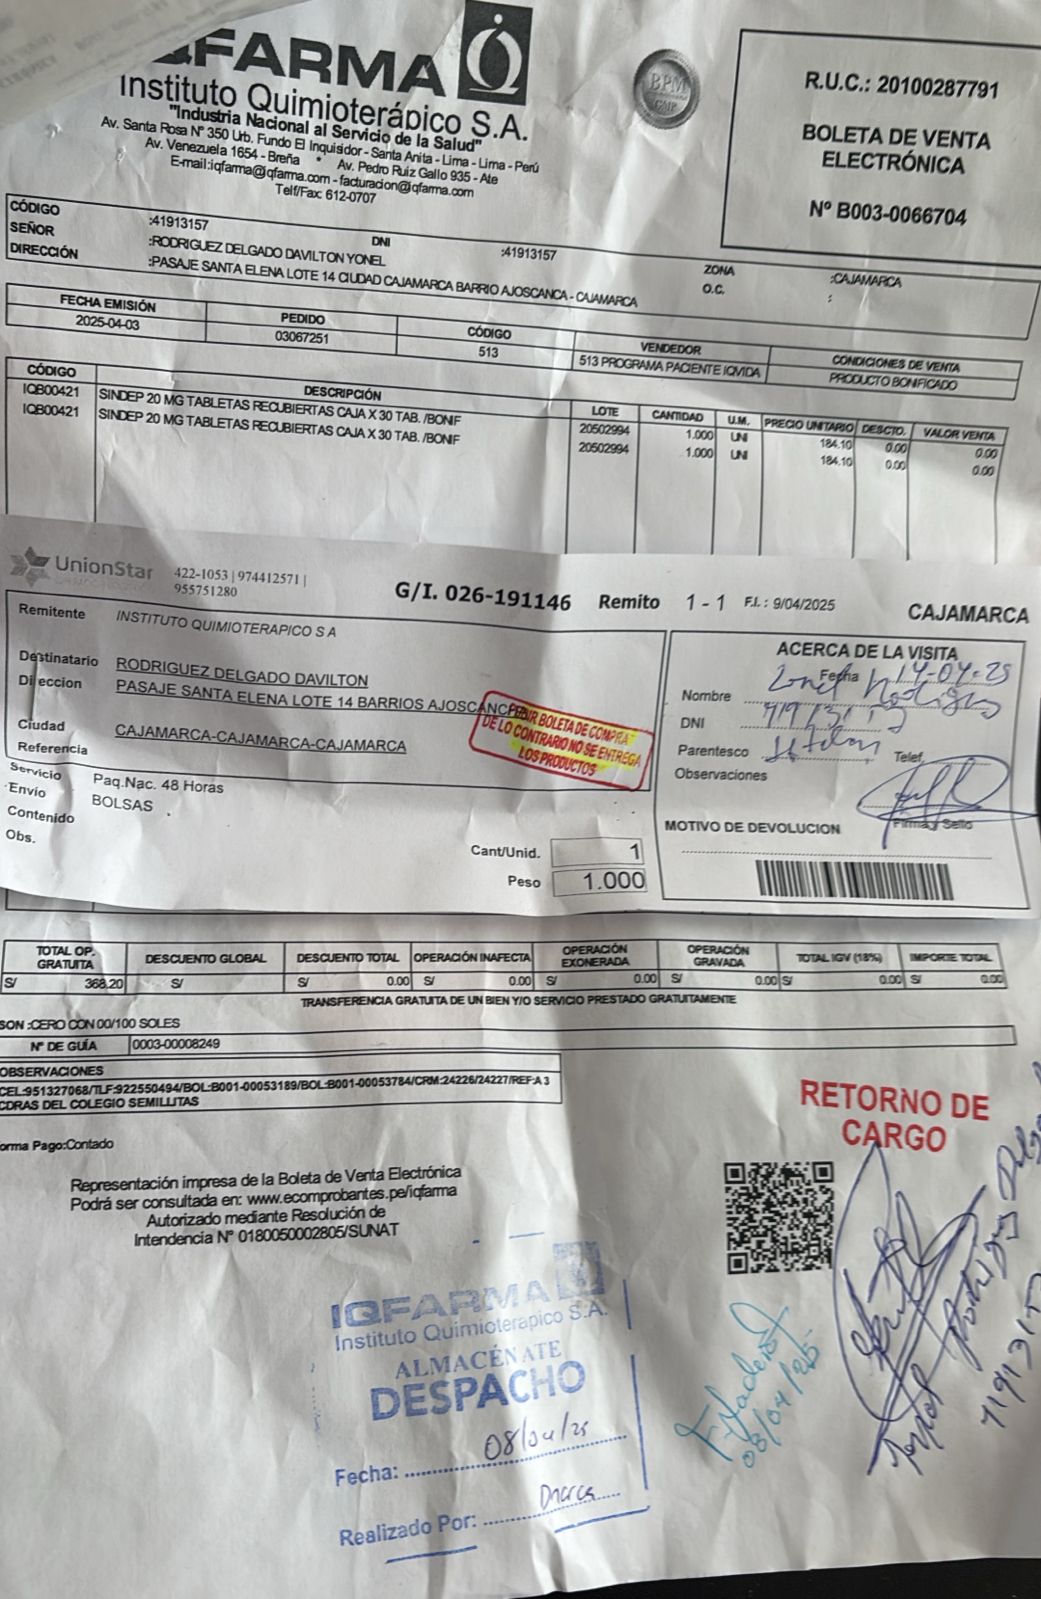 QFARMA
Instituto Quimioterápico S.A.
"Industria Nacional al Servicio de la Salud"
Av. Santa Rosa N° 350 Urb. Fundo El Inquisidor - Santa Anita - Lima - Lima - Perú
Av. Venezuela 1654 - Breña * Av. Pedro Ruiz Gallo 935 - Ate
E-mail:iqfarma@iqfarma.com - facturacion@iqfarma.com
Telf/Fax: 612-0707
BPM
GMP
R.U.C.: 20100287791
BOLETA DE VENTA
ELECTRÓNICA
Nº B003-0066704
CÓDIGO :41913157 DNI :41913157
SEÑOR :RODRIGUEZ DELGADO DAVILTON YONEL
DIRECCIÓN :PASAJE SANTA ELENA LOTE 14 CIUDAD CAJAMARCA BARRIO AJOSCANCA - CAJAMARCA
ZONA :CAJAMARCA
O.C. :
FECHA EMISIÓN PEDIDO CÓDIGO VENDEDOR CONDICIONES DE VENTA
2025-04-03 03067251 513 513 PROGRAMA PACIENTE IQVIDA PRODUCTO BONIFICADO
CÓDIGO DESCRIPCIÓN LOTE CANTIDAD U.M. PRECIO UNITARIO DESCTO. VALOR VENTA
IQB00421 SINDEP 20 MG TABLETAS RECUBIERTAS CAJA X 30 TAB. /BONIF 20502994 1.000 UNI 184.10 0.00 0.00
IQB00421 SINDEP 20 MG TABLETAS RECUBIERTAS CAJA X 30 TAB. /BONIF 20502994 1.000 UNI 184.10 0.00 0.00
UnionStar 422-1053 | 974412571 |
955751280
G/I. 026-191146 Remito 1 - 1 F.I. : 9/04/2025 CAJAMARCA
Remitente INSTITUTO QUIMIOTERAPICO S A
Destinatario RODRIGUEZ DELGADO DAVILTON
Direccion PASAJE SANTA ELENA LOTE 14 BARRIOS AJOSCANC
Ciudad CAJAMARCA-CAJAMARCA-CAJAMARCA
Referencia
Servicio Paq.Nac. 48 Horas
Envío BOLSAS
Contenido
Obs.
BOLETA DE COMPRA
DE LO CONTRARIO NO SE ENTREGA
LOS PRODUCTOS
Cant/Unid. 1
Peso 1.000
ACERCA DE LA VISITA
Fecha 14-04-25
Nombre
DNI
Parentesco
Telef.
Observaciones
Firma y Sello
MOTIVO DE DEVOLUCION
TOTAL OP. GRATUITA DESCUENTO GLOBAL DESCUENTO TOTAL OPERACIÓN INAFECTA OPERACIÓN EXONERADA OPERACIÓN GRAVADA TOTAL IGV (18%) IMPORTE TOTAL
S/ 368.20 S/ S/ 0.00 S/ 0.00 S/ 0.00 S/ 0.00 S/ 0.00 S/ 0.00
TRANSFERENCIA GRATUITA DE UN BIEN Y/O SERVICIO PRESTADO GRATUITAMENTE
SON :CERO CON 00/100 SOLES
Nº DE GUÍA 0003-00008249
OBSERVACIONES
CEL:951327068/TLF:922550494/BOL:B001-00053189/BOL:B001-00053784/CRM:24226/24227/REF:A 3
CDRAS DEL COLEGIO SEMILLITAS
orma Pago:Contado
RETORNO DE
CARGO
Representación impresa de la Boleta de Venta Electrónica
Podrá ser consultada en: www.ecomprobantes.pe/iqfarma
Autorizado mediante Resolución de
Intendencia N° 0180050002805/SUNAT
IQFARMA
Instituto Quimioterapico S.A.
ALMACÉN ATE
DESPACHO
Fecha: 08/04/25
Realizado Por:
08/04/25